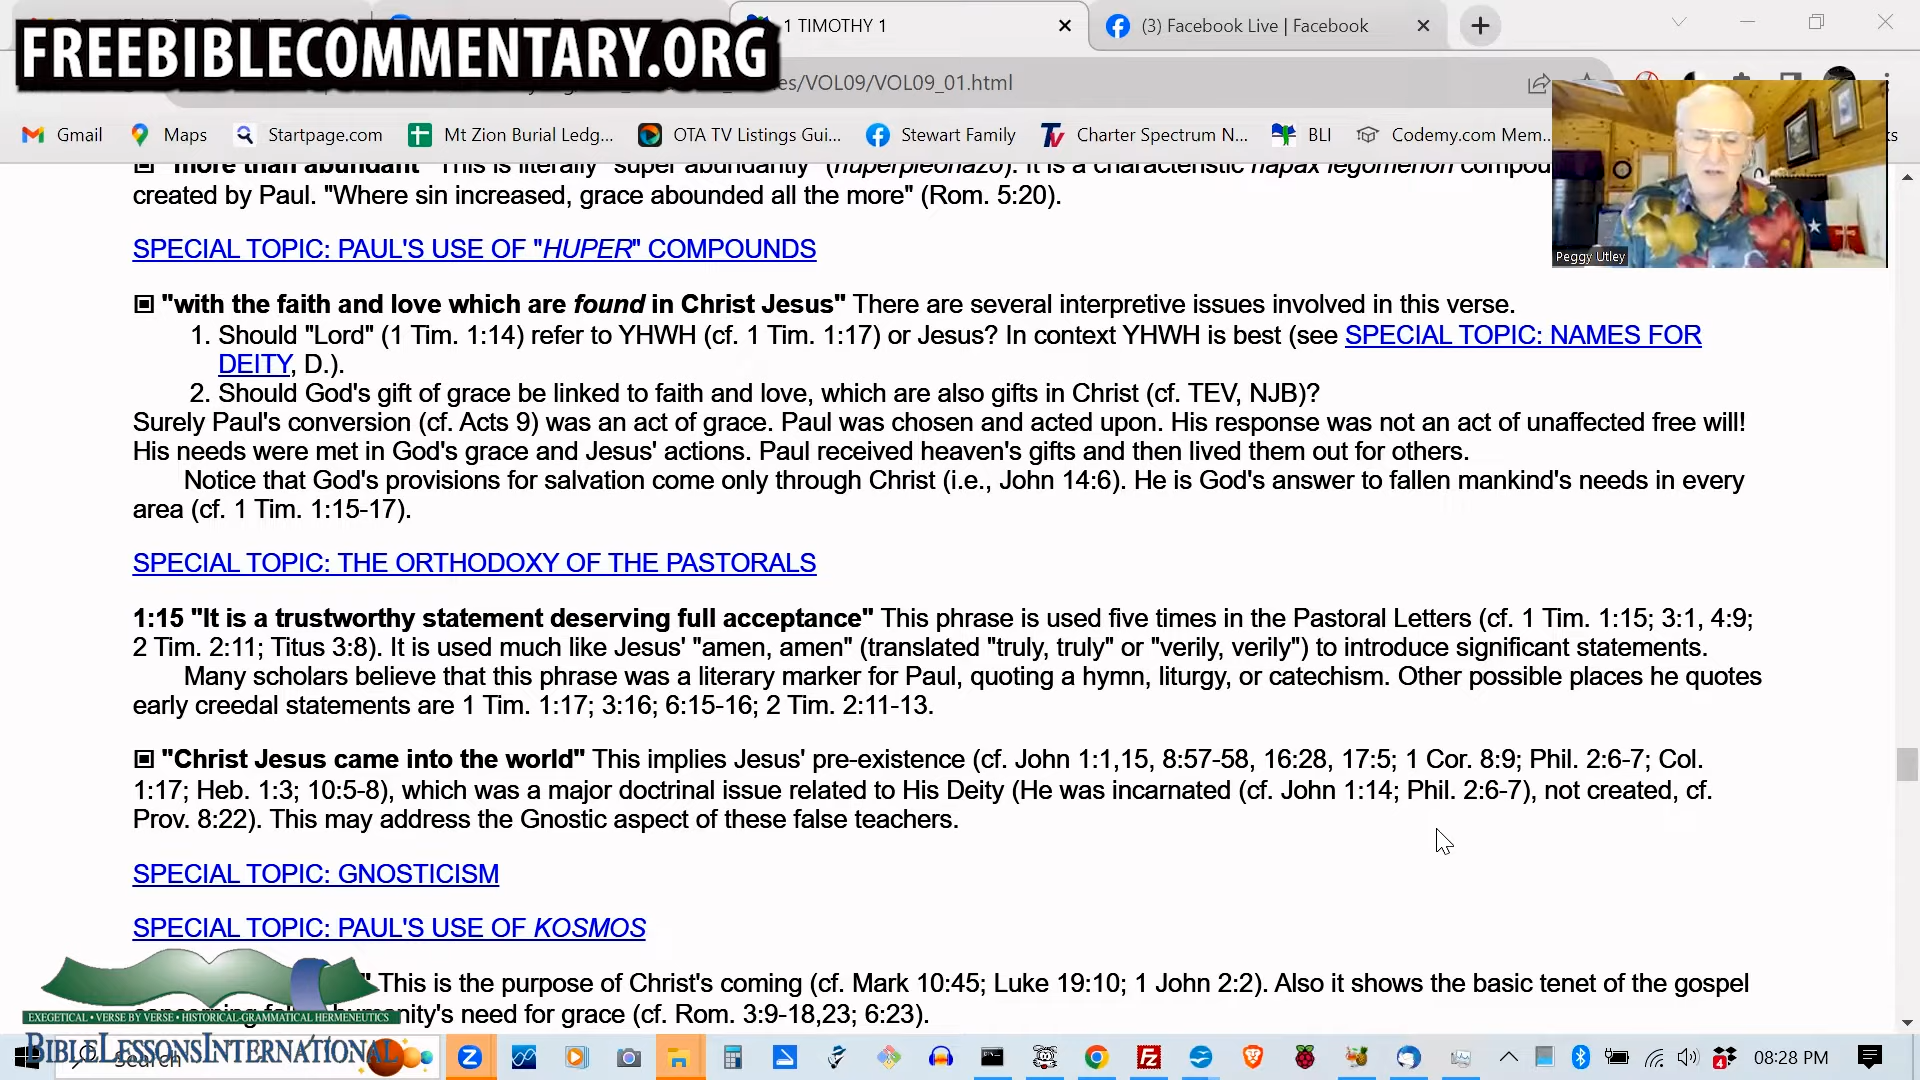 1 TIMOTHY 1
(3) Facebook Live | Facebook
FREEBIBLECOMMENTARY.ORG
es/VOL09/VOL09_01.html
Gmail
Maps
Startpage.com
Mt Zion Burial Ledg...
OTA TV Listings Gui...
Stewart Family
Charter Spectrum N...
BLI
Codemy.com Mem...
ks
"more than abundant" This is literally "super abundantly" (huperpleonazō). It is a characteristic hapax legomenon compou
created by Paul. "Where sin increased, grace abounded all the more" (Rom. 5:20).
Peggy Utley
SPECIAL TOPIC: PAUL'S USE OF "HUPER" COMPOUNDS
"with the faith and love which are found in Christ Jesus" There are several interpretive issues involved in this verse.
1. Should "Lord" (1 Tim. 1:14) refer to YHWH (cf. 1 Tim. 1:17) or Jesus? In context YHWH is best (see SPECIAL TOPIC: NAMES FOR
DEITY, D.).
2. Should God's gift of grace be linked to faith and love, which are also gifts in Christ (cf. TEV, NJB)?
Surely Paul's conversion (cf. Acts 9) was an act of grace. Paul was chosen and acted upon. His response was not an act of unaffected free will!
His needs were met in God's grace and Jesus' actions. Paul received heaven's gifts and then lived them out for others.
Notice that God's provisions for salvation come only through Christ (i.e., John 14:6). He is God's answer to fallen mankind's needs in every
area (cf. 1 Tim. 1:15-17).
SPECIAL TOPIC: THE ORTHODOXY OF THE PASTORALS
1:15 "It is a trustworthy statement deserving full acceptance" This phrase is used five times in the Pastoral Letters (cf. 1 Tim. 1:15; 3:1, 4:9;
2 Tim. 2:11; Titus 3:8). It is used much like Jesus' "amen, amen" (translated "truly, truly" or "verily, verily") to introduce significant statements.
Many scholars believe that this phrase was a literary marker for Paul, quoting a hymn, liturgy, or catechism. Other possible places he quotes
early creedal statements are 1 Tim. 1:17; 3:16; 6:15-16; 2 Tim. 2:11-13.
"Christ Jesus came into the world" This implies Jesus' pre-existence (cf. John 1:1,15, 8:57-58, 16:28, 17:5; 1 Cor. 8:9; Phil. 2:6-7; Col.
1:17; Heb. 1:3; 10:5-8), which was a major doctrinal issue related to His Deity (He was incarnated (cf. John 1:14; Phil. 2:6-7), not created, cf.
Prov. 8:22). This may address the Gnostic aspect of these false teachers.
SPECIAL TOPIC: GNOSTICISM
SPECIAL TOPIC: PAUL'S USE OF KOSMOS
" This is the purpose of Christ's coming (cf. Mark 10:45; Luke 19:10; 1 John 2:2). Also it shows the basic tenet of the gospel
nity's need for grace (cf. Rom. 3:9-18,23; 6:23).
EXEGETICAL • VERSE BY VERSE • HISTORICAL-GRAMMATICAL HERMENEUTICS
BIBLELESSONSINTERNATIONAL
Search
08:28 PM